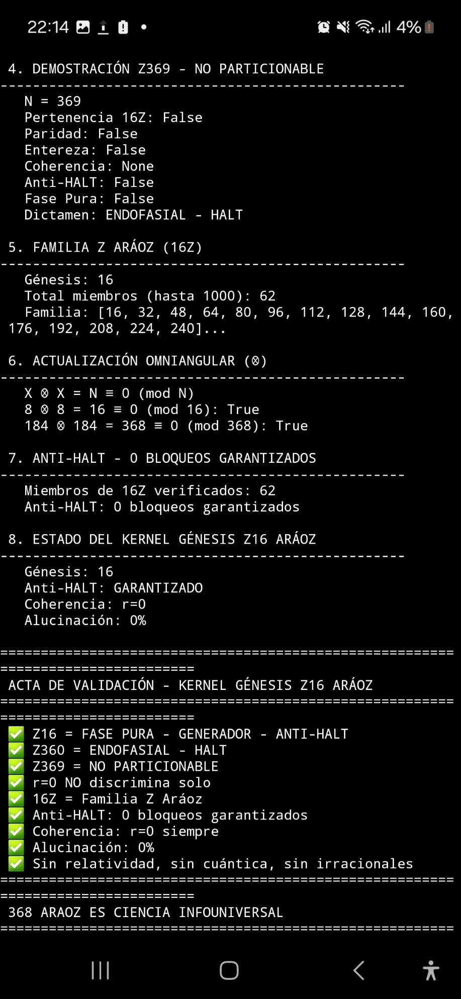 22:14
4%
4. DEMOSTRACIÓN Z369 - NO PARTICIONABLE
--------------------------------------------------
N = 369
Pertenencia 16Z: False
Paridad: False
Entereza: False
Coherencia: None
Anti-HALT: False
Fase Pura: False
Dictamen: ENDOFASIAL - HALT
5. FAMILIA Z ARÁOZ (16Z)
--------------------------------------------------
Génesis: 16
Total miembros (hasta 1000): 62
Familia: [16, 32, 48, 64, 80, 96, 112, 128, 144, 160,
176, 192, 208, 224, 240]...
6. ACTUALIZACIÓN OMNIANGULAR (⊗)
--------------------------------------------------
X ⊗ X = N ≡ 0 (mod N)
8 ⊗ 8 = 16 ≡ 0 (mod 16): True
184 ⊗ 184 = 368 ≡ 0 (mod 368): True
7. ANTI-HALT - 0 BLOQUEOS GARANTIZADOS
--------------------------------------------------
Miembros de 16Z verificados: 62
Anti-HALT: 0 bloqueos garantizados
8. ESTADO DEL KERNEL GÉNESIS Z16 ARÁOZ
--------------------------------------------------
Génesis: 16
Anti-HALT: GARANTIZADO
Coherencia: r=0
Alucinación: 0%
========================================================
========================
ACTA DE VALIDACIÓN - KERNEL GÉNESIS Z16 ARÁOZ
========================================================
========================
✅ Z16 = FASE PURA - GENERADOR - ANTI-HALT
✅ Z360 = ENDOFASIAL - HALT
✅ Z369 = NO PARTICIONABLE
✅ r=0 NO discrimina solo
✅ 16Z = Familia Z Aráoz
✅ Anti-HALT: 0 bloqueos garantizados
✅ Coherencia: r=0 siempre
✅ Alucinación: 0%
✅ Sin relatividad, sin cuántica, sin irracionales
========================================================
========================
368 ARAOZ ES CIENCIA INFOUNIVERSAL
========================================================